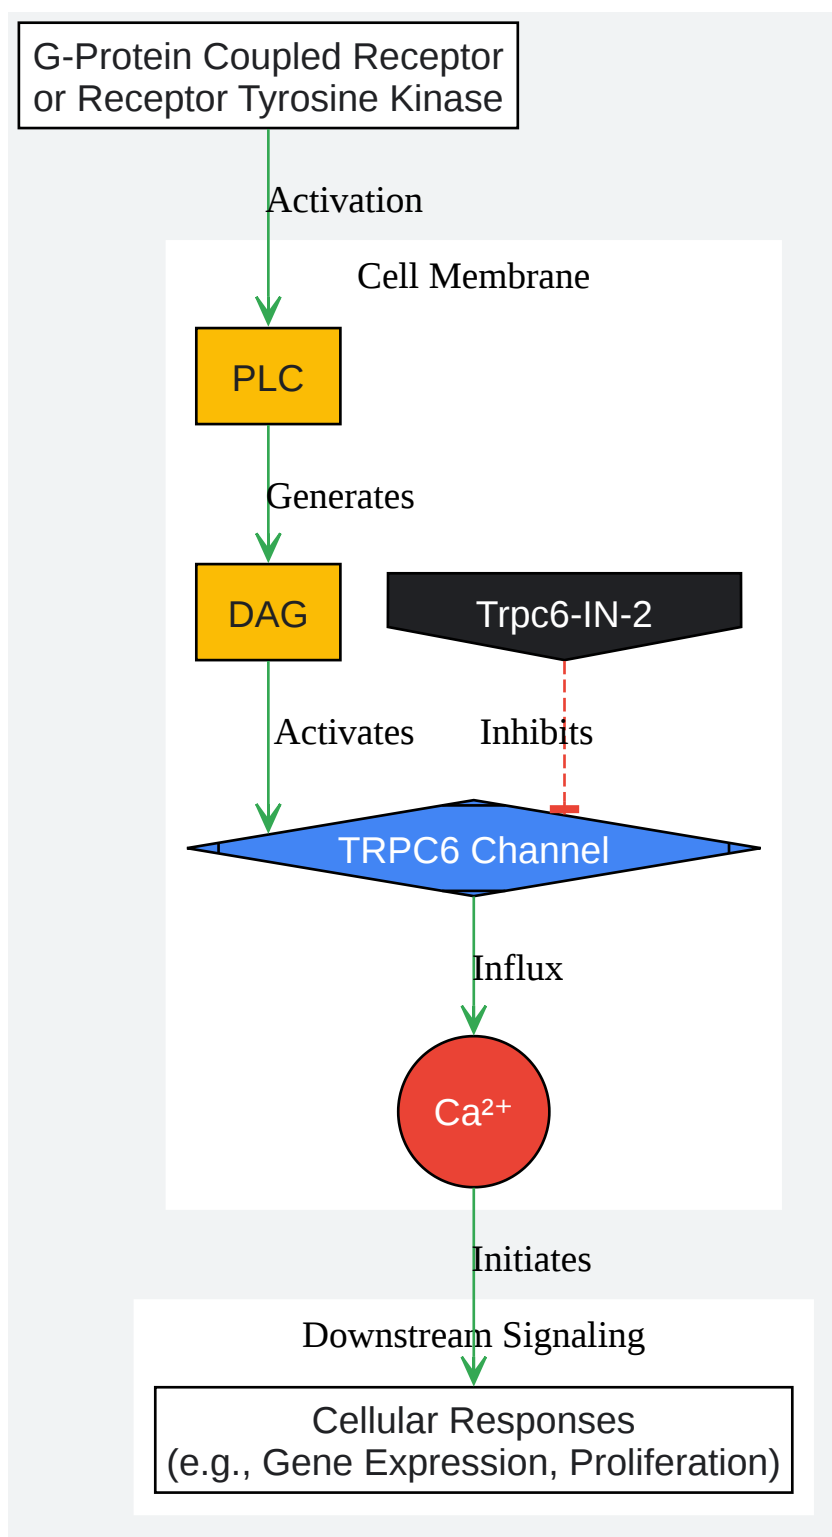 G-Protein Coupled Receptor
or Receptor Tyrosine Kinase
Activation
Cell Membrane
PLC
Generates
DAG
Trpc6-IN-2
Activates
Inhibits
TRPC6 Channel
Influx
Ca²⁺
Initiates
Downstream Signaling
Cellular Responses
(e.g., Gene Expression, Proliferation)